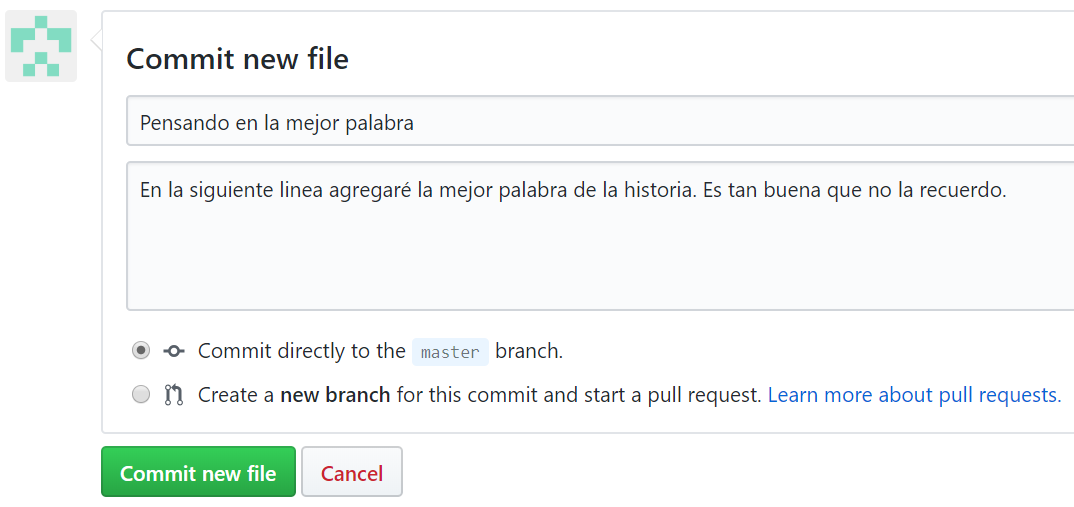 Commit new file
Pensando en la mejor palabra
En la siguiente linea agregaré la mejor palabra de la historia. Es tan buena que no la recuerdo.
Commit directly to the master branch.
Create a new branch for this commit and start a pull request. Learn more about pull requests.
Commit new file
Cancel